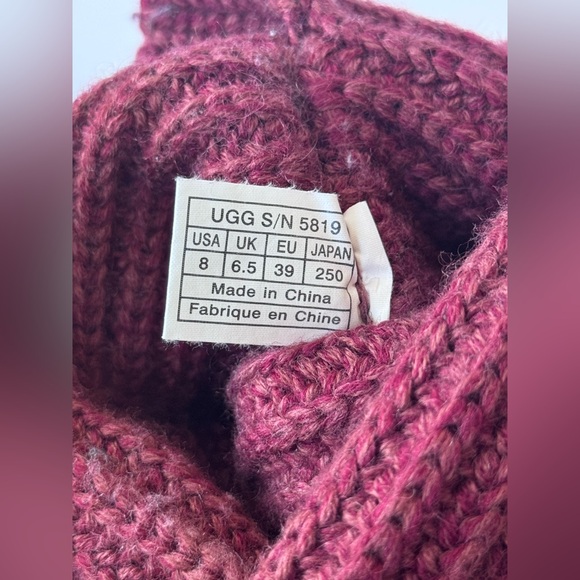 UGG S/N 5819
USA UK EU JAPAN
8 6.5 39 250
Made in China
Fabrique en Chine